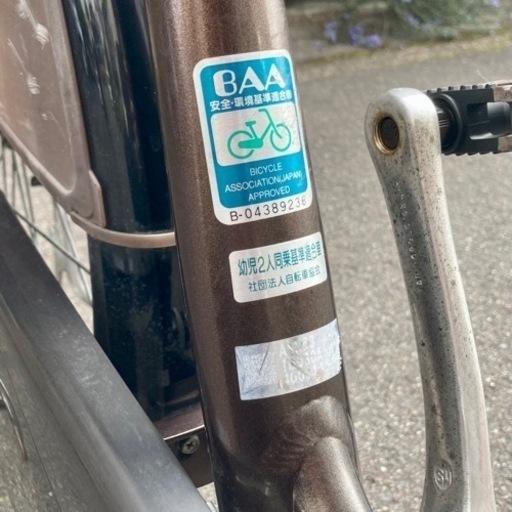 BAA
安全・環境基準適合車
BICYCLE
ASSOCIATION(JAPAN)
APPROVED
B-04389236
幼児2人同乗基準適合車
社団法人自転車協会